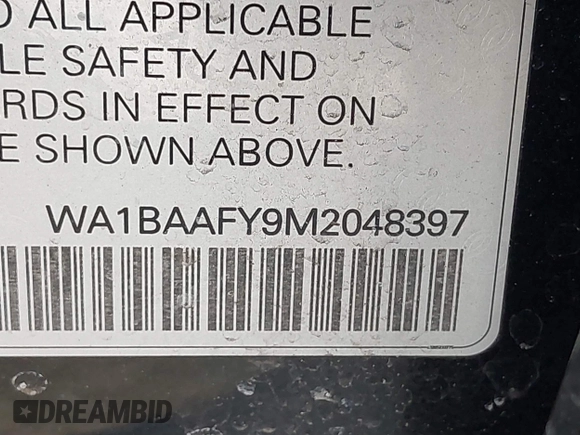 D ALL APPLICABLE
LE SAFETY AND
RDS IN EFFECT ON
E SHOWN ABOVE.
WA1BAAFY9M2048397
DREAMBID